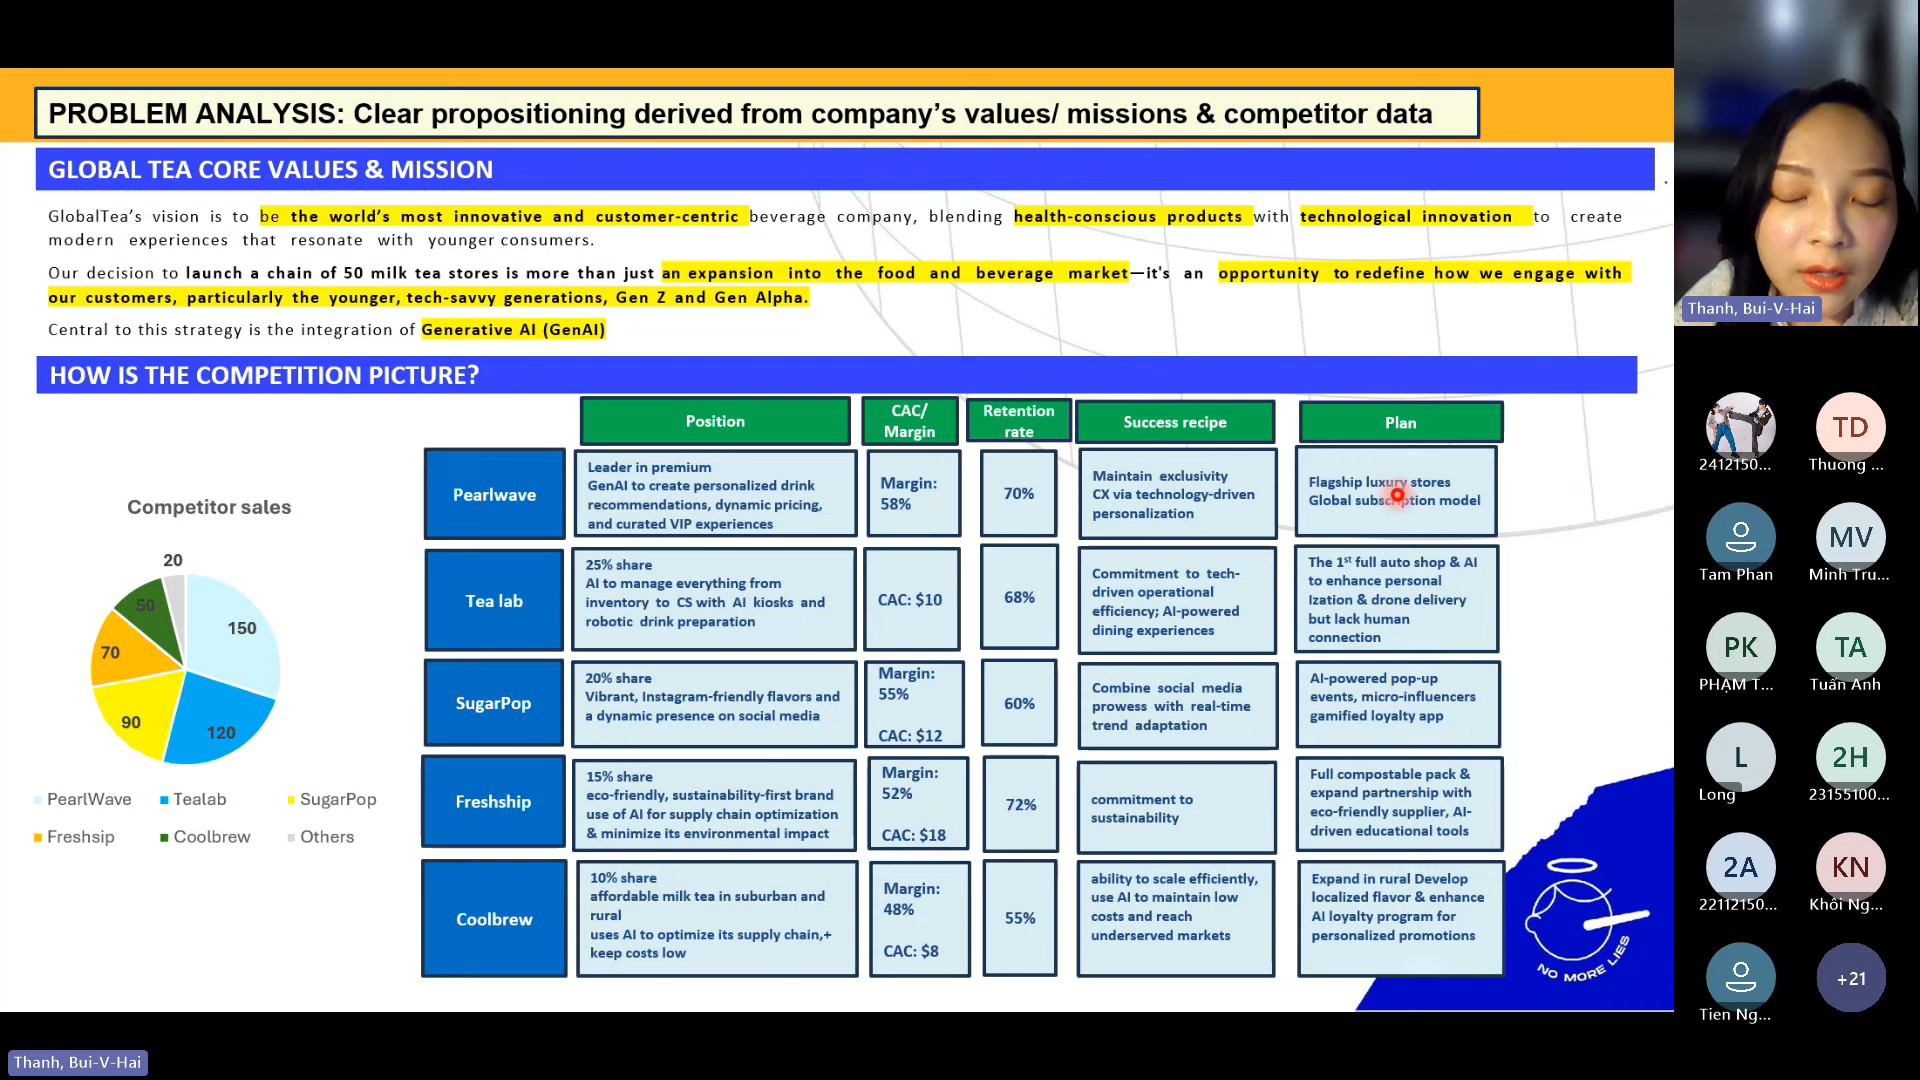 PROBLEM ANALYSIS: Clear propositioning derived from company's values/ missions & competitor data
GLOBAL TEA CORE VALUES & MISSION
GlobalTea's vision is to be the world's most innovative and customer-centric beverage company, blending health-conscious products with technological innovation to create
modern experiences that resonate with younger consumers.
Our decision to launch a chain of 50 milk tea stores is more than just an expansion into the food and beverage market—it's an opportunity to redefine how we engage with
our customers, particularly the younger, tech-savvy generations, Gen Z and Gen Alpha.
Central to this strategy is the integration of Generative AI (GenAI)
HOW IS THE COMPETITION PICTURE?
Competitor sales
20
50
150
70
90
120
PearlWave Tealab SugarPop
Freshsip Coolbrew Others
Position
CAC/
Margin
Retention
rate
Success recipe
Plan
Pearlwave
Leader in premium
GenAI to create personalized drink
recommendations, dynamic pricing,
and curated VIP experiences
Margin:
58%
70%
Maintain exclusivity
CX via technology-driven
personalization
Flagship luxury stores
Global subscription model
Tea lab
25% share
AI to manage everything from
inventory to CS with AI kiosks and
robotic drink preparation
CAC: $10
68%
Commitment to tech-
driven operational
efficiency; AI-powered
dining experiences
The 1st full auto shop & AI
to enhance personal
Ization & drone delivery
but lack human
connection
SugarPop
20% share
Vibrant, Instagram-friendly flavors and
a dynamic presence on social media
Margin:
55%
CAC: $12
60%
Combine social media
prowess with real-time
trend adaptation
AI-powered pop-up
events, micro-influencers
gamified loyalty app
Freshship
15% share
eco-friendly, sustainability-first brand
use of AI for supply chain optimization
& minimize its environmental impact
Margin:
52%
CAC: $18
72%
commitment to
sustainability
Full compostable pack &
expand partnership with
eco-friendly supplier, AI-
driven educational tools
Coolbrew
10% share
affordable milk tea in suburban and
rural
uses AI to optimize its supply chain,+
keep costs low
Margin:
48%
CAC: $8
55%
ability to scale efficiently,
use AI to maintain low
costs and reach
underserved markets
Expand in rural Develop
localized flavor & enhance
AI loyalty program for
personalized promotions
NO MORE LIES
Thanh, Bui-V-Hai
2412150...
TD
Thuong ...
Tam Phan
MV
Minh Tru...
PK
PHẠM T...
TA
Tuấn Anh
L
Long
2H
23155100...
2A
22112150...
KN
Khôi Ng...
Tien Ng...
+21
Thanh, Bui-V-Hai